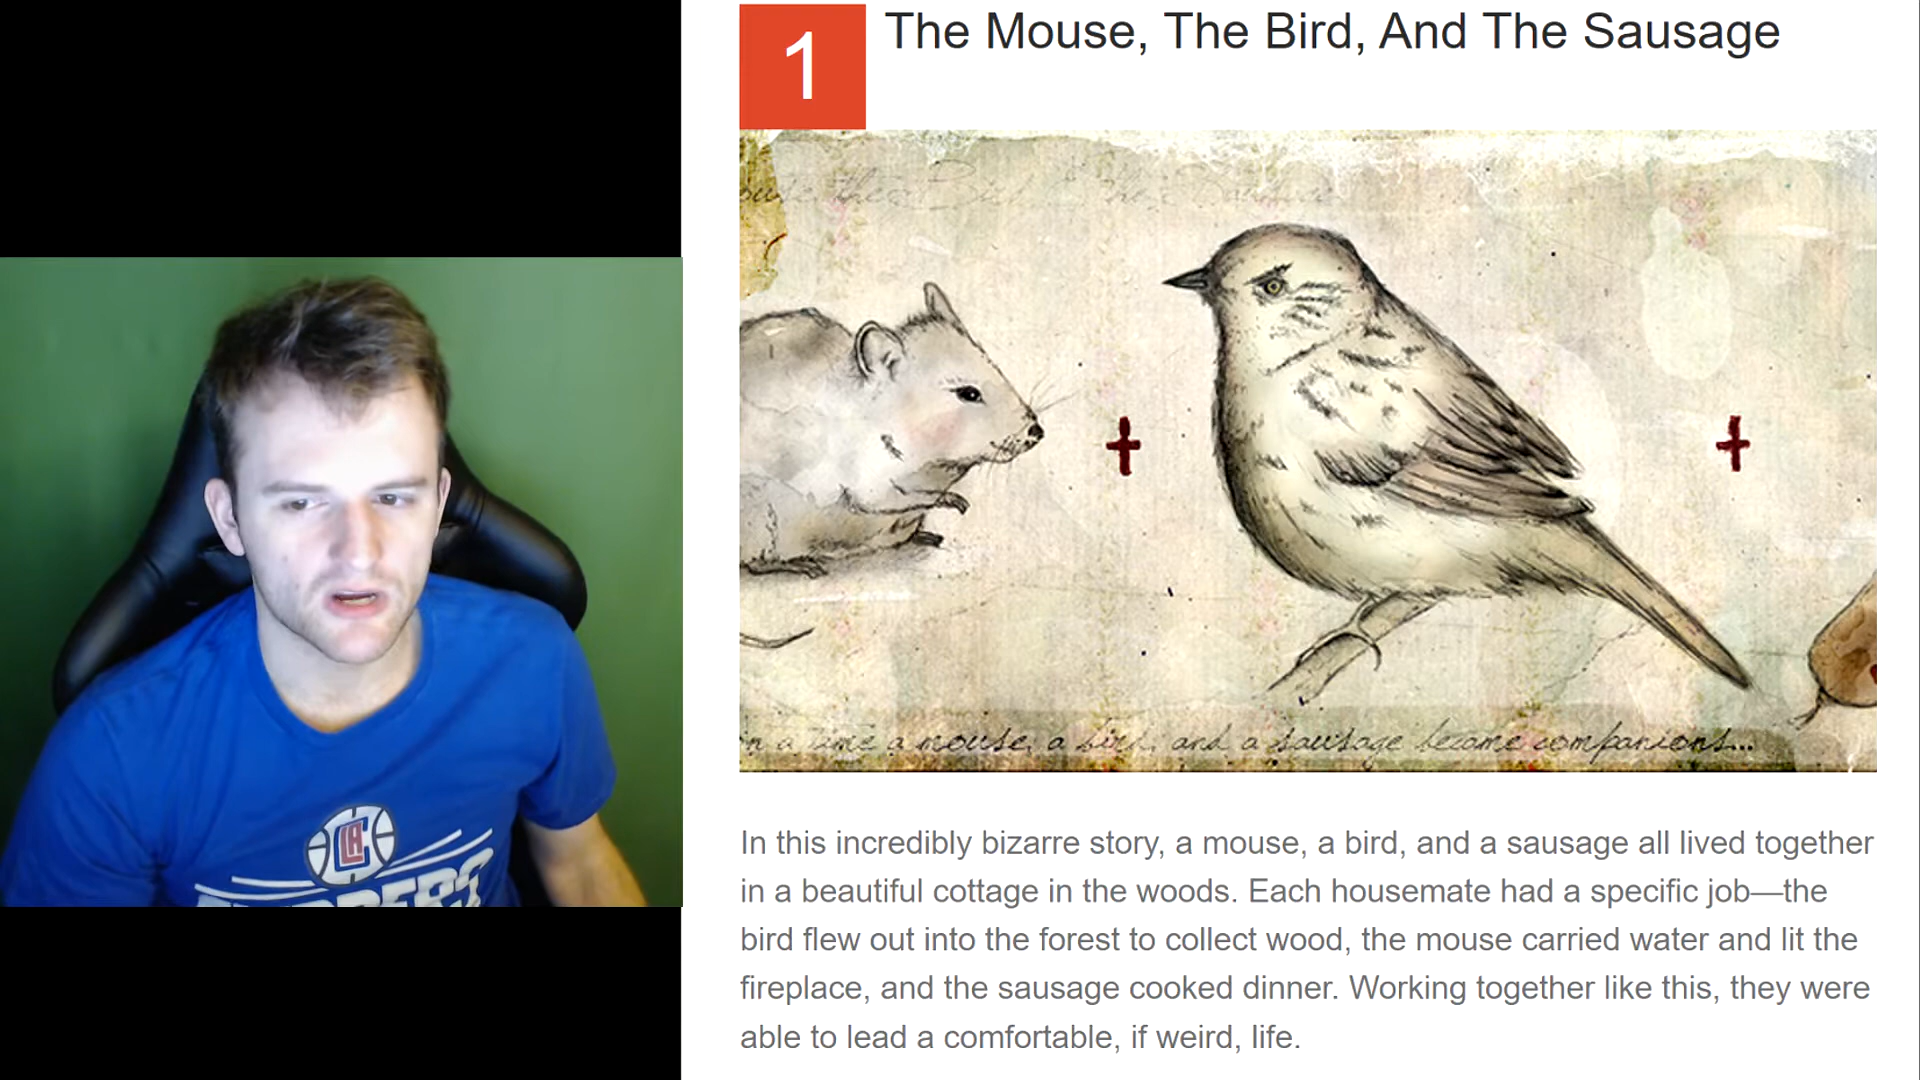 1
The Mouse, The Bird, And The Sausage
a mouse, a bird, and a sausage become companions...
In this incredibly bizarre story, a mouse, a bird, and a sausage all lived together
in a beautiful cottage in the woods. Each housemate had a specific job—the
bird flew out into the forest to collect wood, the mouse carried water and lit the
fireplace, and the sausage cooked dinner. Working together like this, they were
able to lead a comfortable, if weird, life.
LA